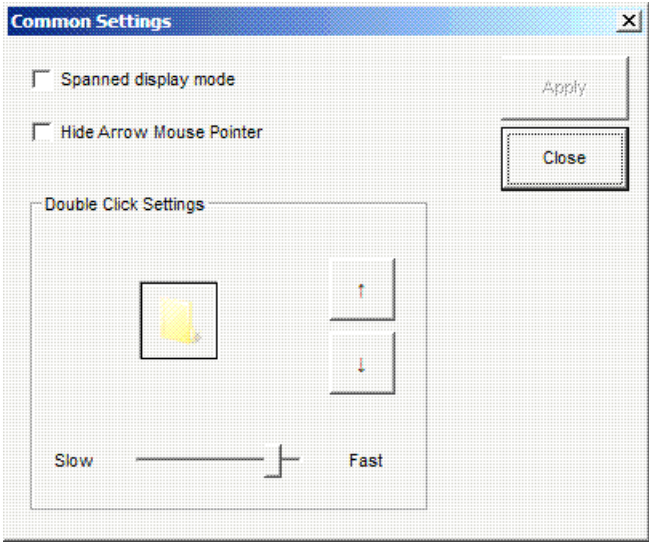 Common Settings
Spanned display mode
Apply
Hide Arrow Mouse Pointer
Close
Double Click Settings
↑
↓
Slow
Fast